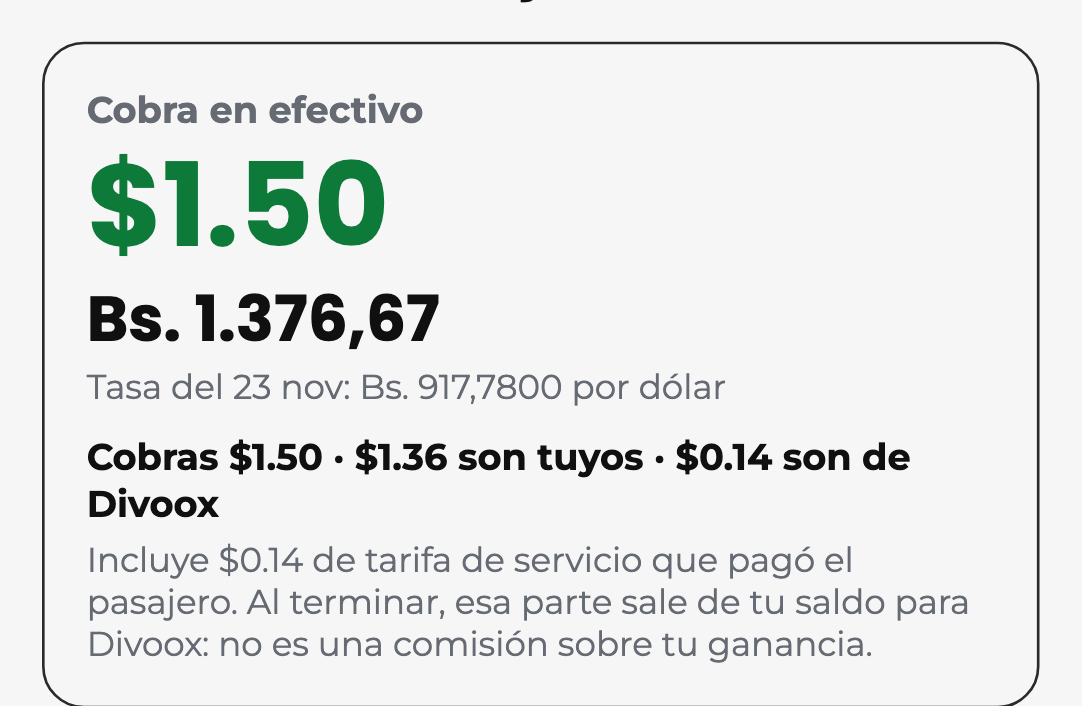 Cobra en efectivo
$1.50
Bs. 1.376,67
Tasa del 23 nov: Bs. 917,7800 por dólar
Cobras $1.50 · $1.36 son tuyos · $0.14 son de
Divoox
Incluye $0.14 de tarifa de servicio que pagó el
pasajero. Al terminar, esa parte sale de tu saldo para
Divoox: no es una comisión sobre tu ganancia.